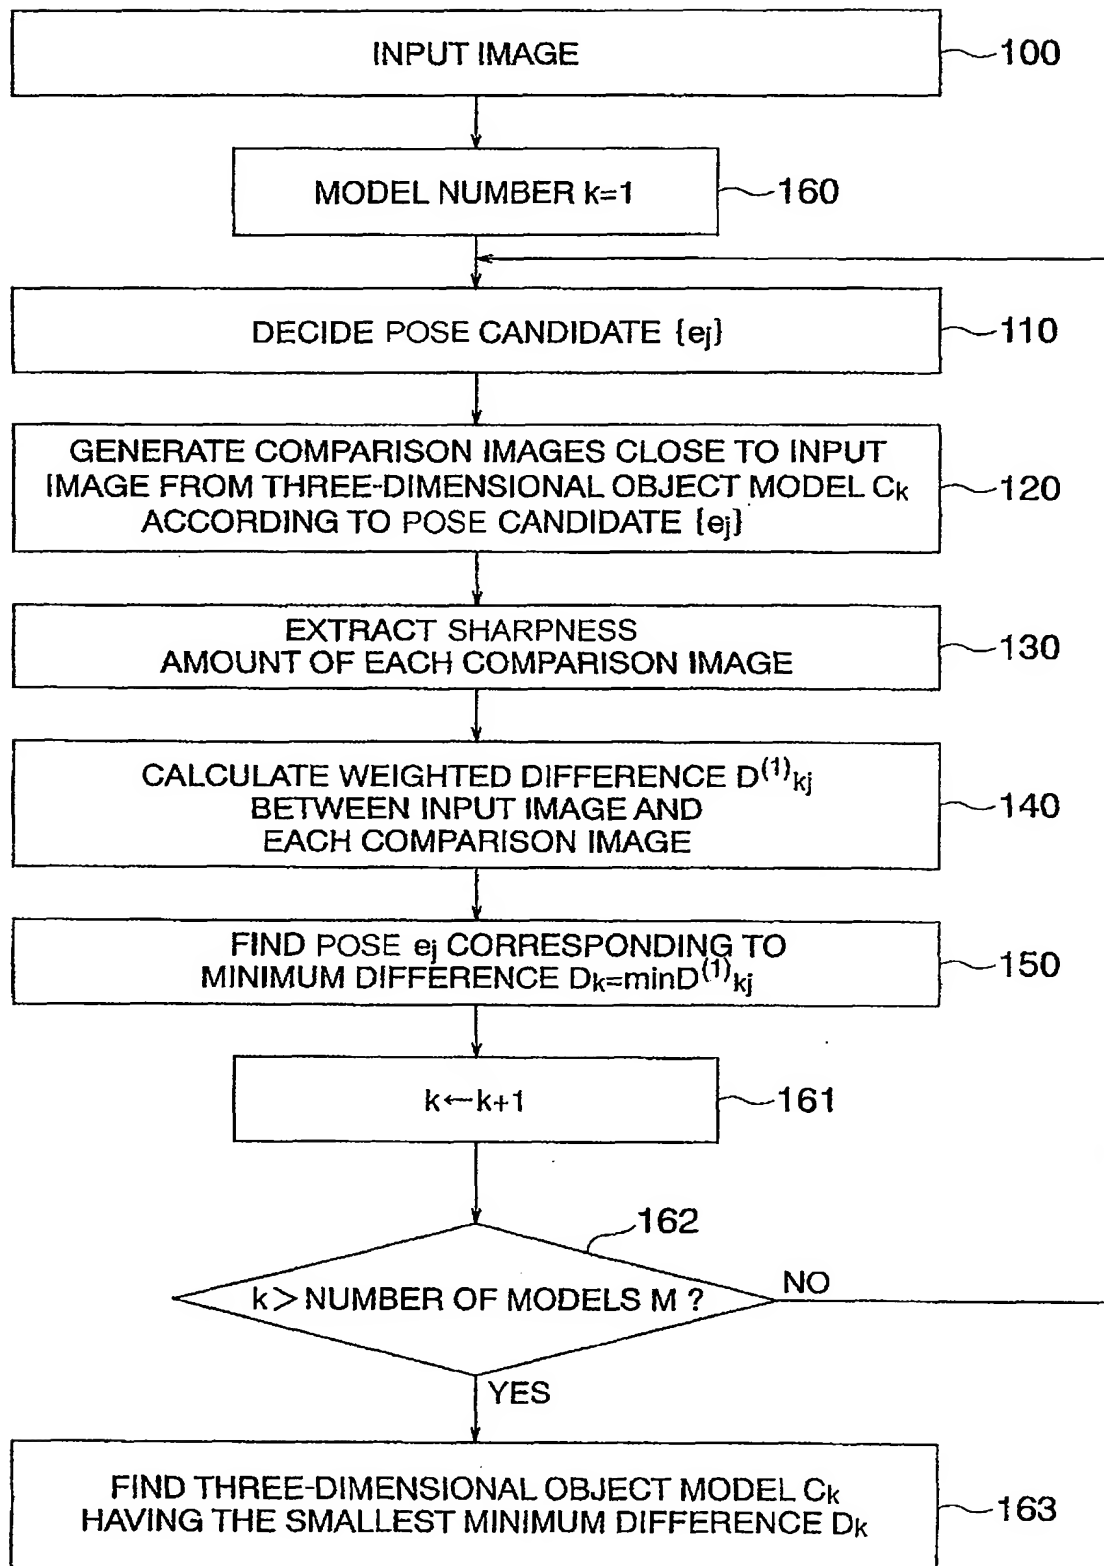 INPUT IMAGE
100
MODEL NUMBER k=1
160
DECIDE POSE CANDIDATE {ej}
110
GENERATE COMPARISON IMAGES CLOSE TO INPUT
IMAGE FROM THREE-DIMENSIONAL OBJECT MODEL Ck
ACCORDING TO POSE CANDIDATE {ej}
120
EXTRACT SHARPNESS
AMOUNT OF EACH COMPARISON IMAGE
130
CALCULATE WEIGHTED DIFFERENCE D(1)kj
BETWEEN INPUT IMAGE AND
EACH COMPARISON IMAGE
140
FIND POSE ej CORRESPONDING TO
MINIMUM DIFFERENCE Dk=minD(1)kj
150
k←k+1
161
162
k > NUMBER OF MODELS M ?
NO
YES
FIND THREE-DIMENSIONAL OBJECT MODEL Ck
HAVING THE SMALLEST MINIMUM DIFFERENCE Dk
163